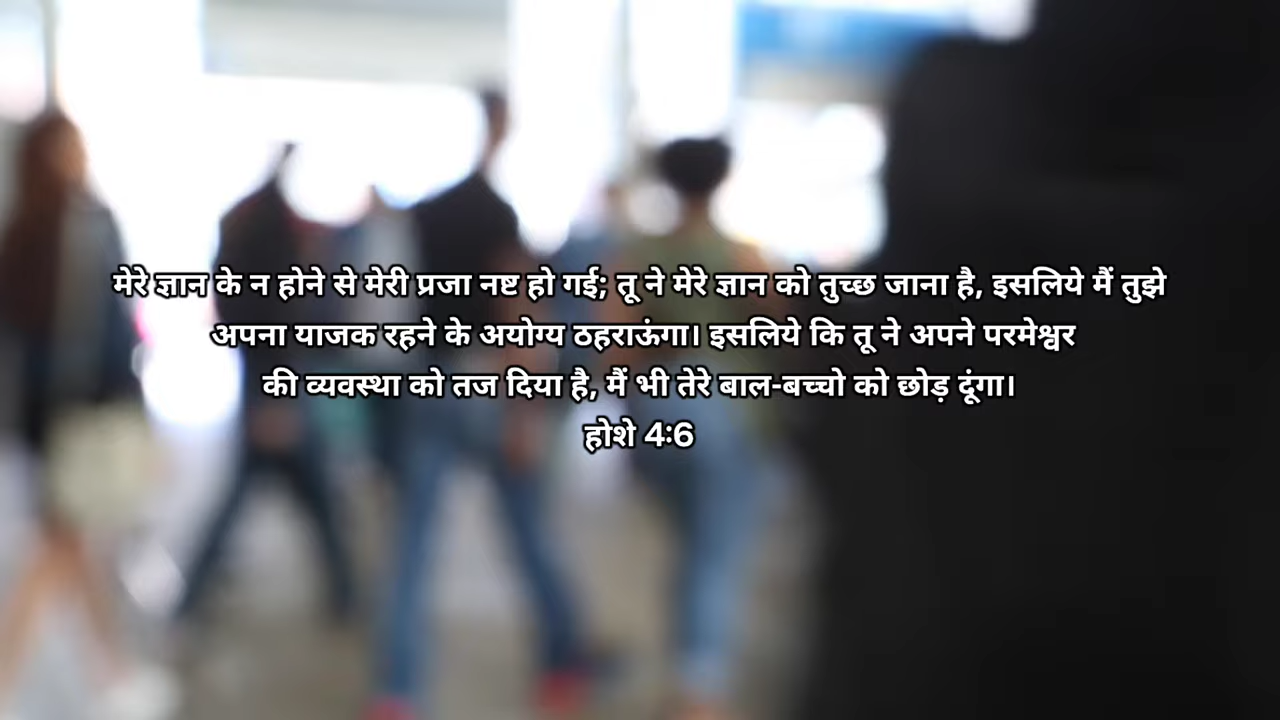 मेरे ज्ञान के न होने से मेरी प्रजा नष्ट हो गई; तू ने मेरे ज्ञान को तुच्छ जाना है, इसलिये मैं तुझे
अपना याजक रहने के अयोग्य ठहराऊंगा। इसलिये कि तू ने अपने परमेश्वर
की व्यवस्था को तज दिया है, मैं भी तेरे बाल-बच्चो को छोड़ दूंगा।
होशे 4:6